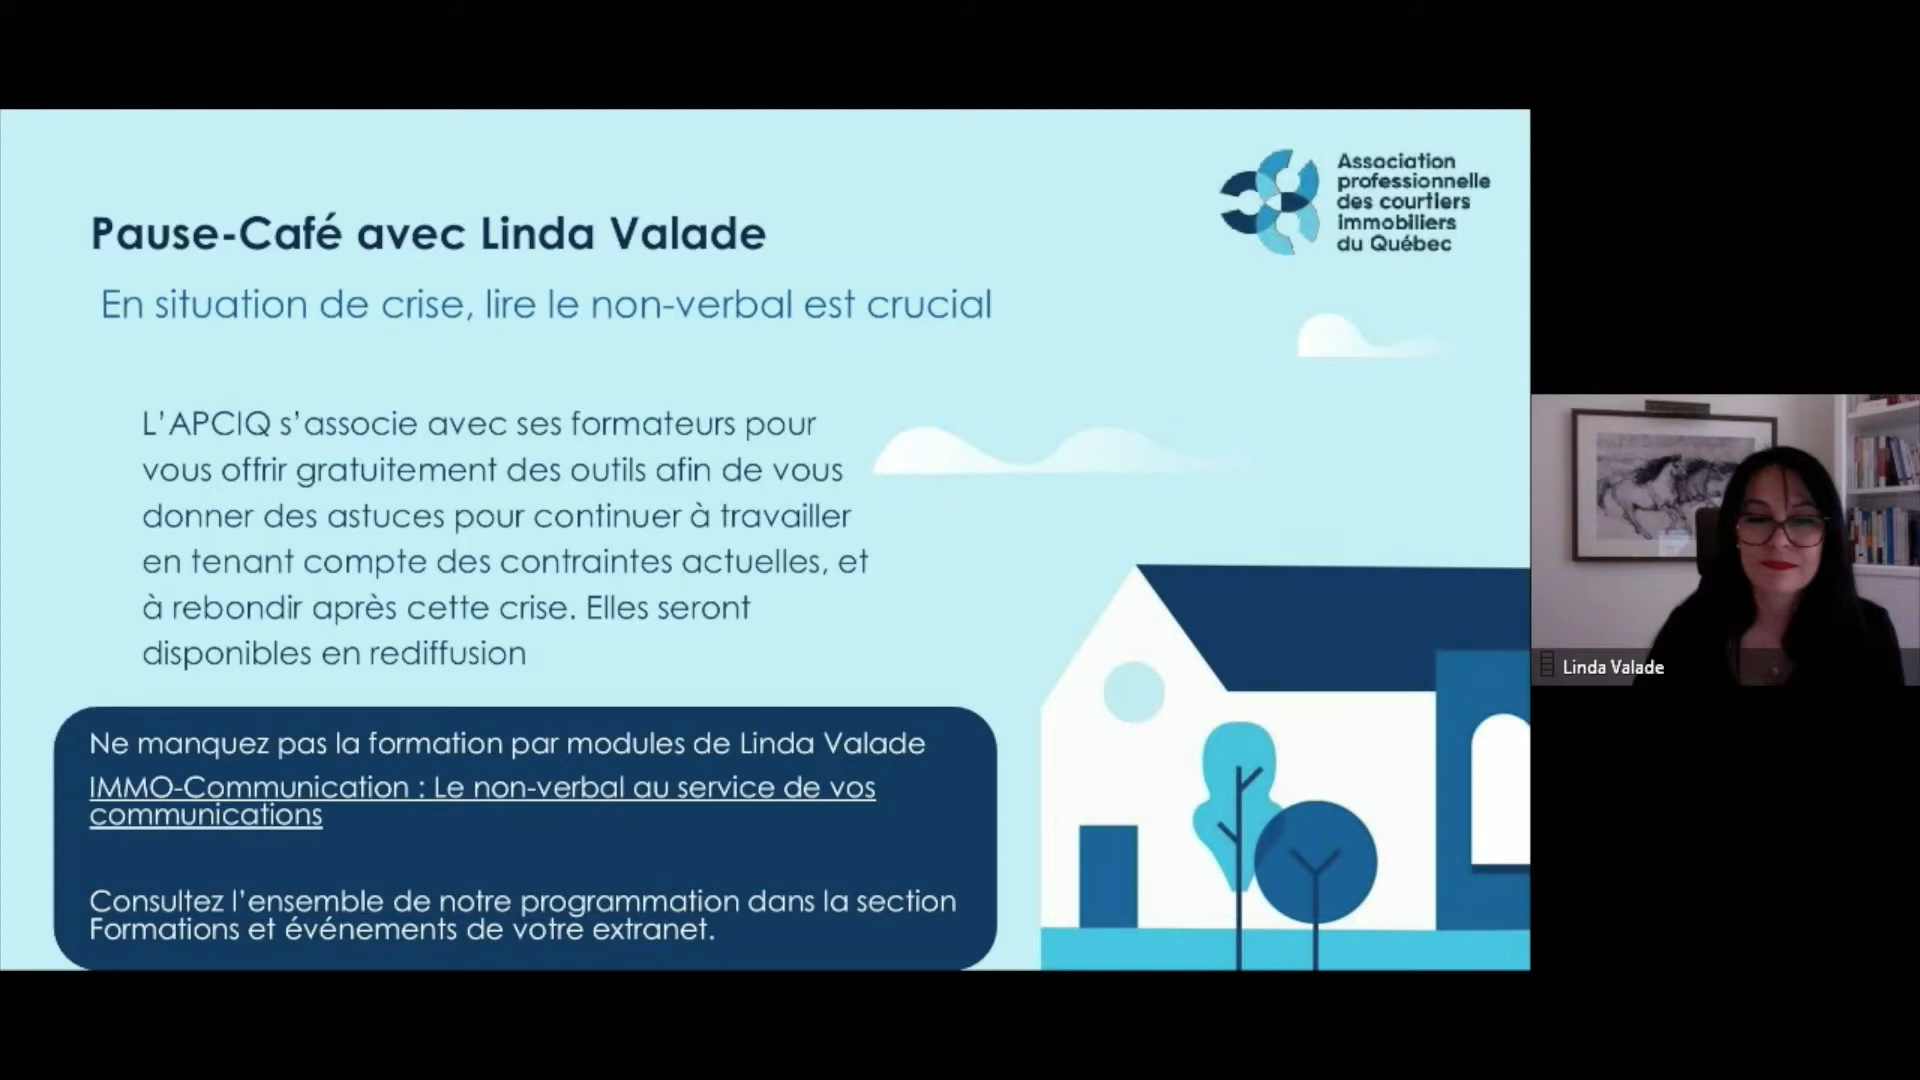 Association
professionnelle
des courtiers
immobiliers
du Québec
Pause-Café avec Linda Valade
En situation de crise, lire le non-verbal est crucial
L'APCIQ s'associe avec ses formateurs pour
vous offrir gratuitement des outils afin de vous
donner des astuces pour continuer à travailler
en tenant compte des contraintes actuelles, et
à rebondir après cette crise. Elles seront
disponibles en rediffusion
Ne manquez pas la formation par modules de Linda Valade
IMMO-Communication : Le non-verbal au service de vos
communications
Consultez l'ensemble de notre programmation dans la section
Formations et événements de votre extranet.
Linda Valade